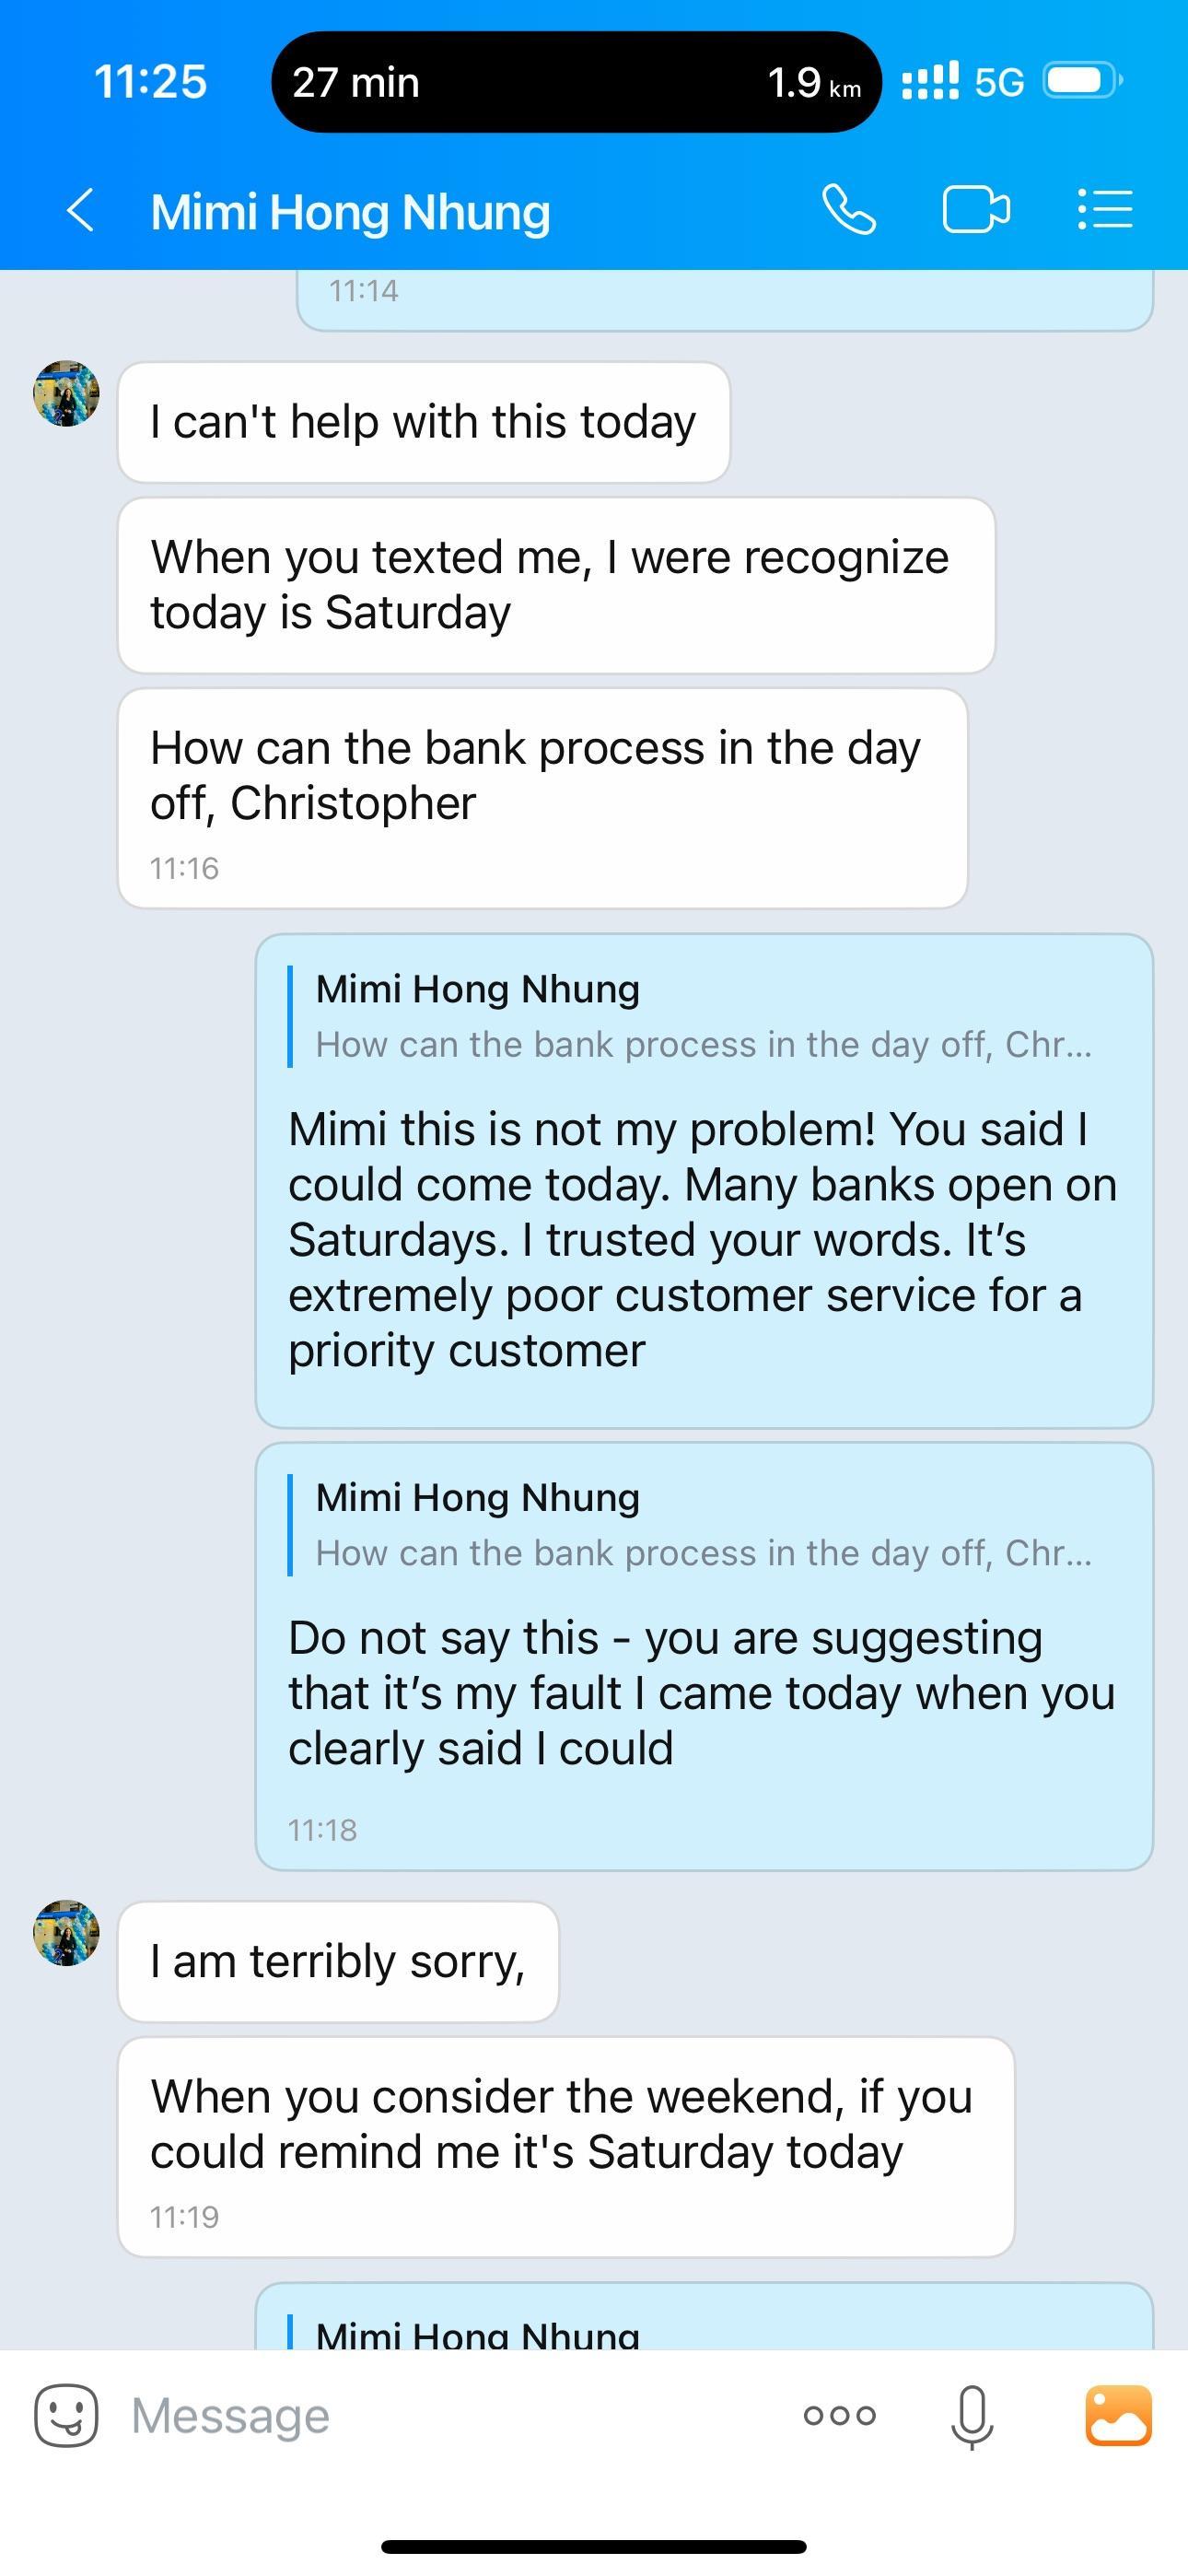 11:25
27 min
1.9 km
5G
Mimi Hong Nhung
11:14
I can't help with this today
When you texted me, I were recognize
today is Saturday
How can the bank process in the day
off, Christopher
11:16
Mimi Hong Nhung
How can the bank process in the day off, Chr...
Mimi this is not my problem! You said I
could come today. Many banks open on
Saturdays. I trusted your words. It’s
extremely poor customer service for a
priority customer
Mimi Hong Nhung
How can the bank process in the day off, Chr...
Do not say this - you are suggesting
that it’s my fault I came today when you
clearly said I could
11:18
I am terribly sorry,
When you consider the weekend, if you
could remind me it's Saturday today
11:19
Mimi Hong Nhung
Message